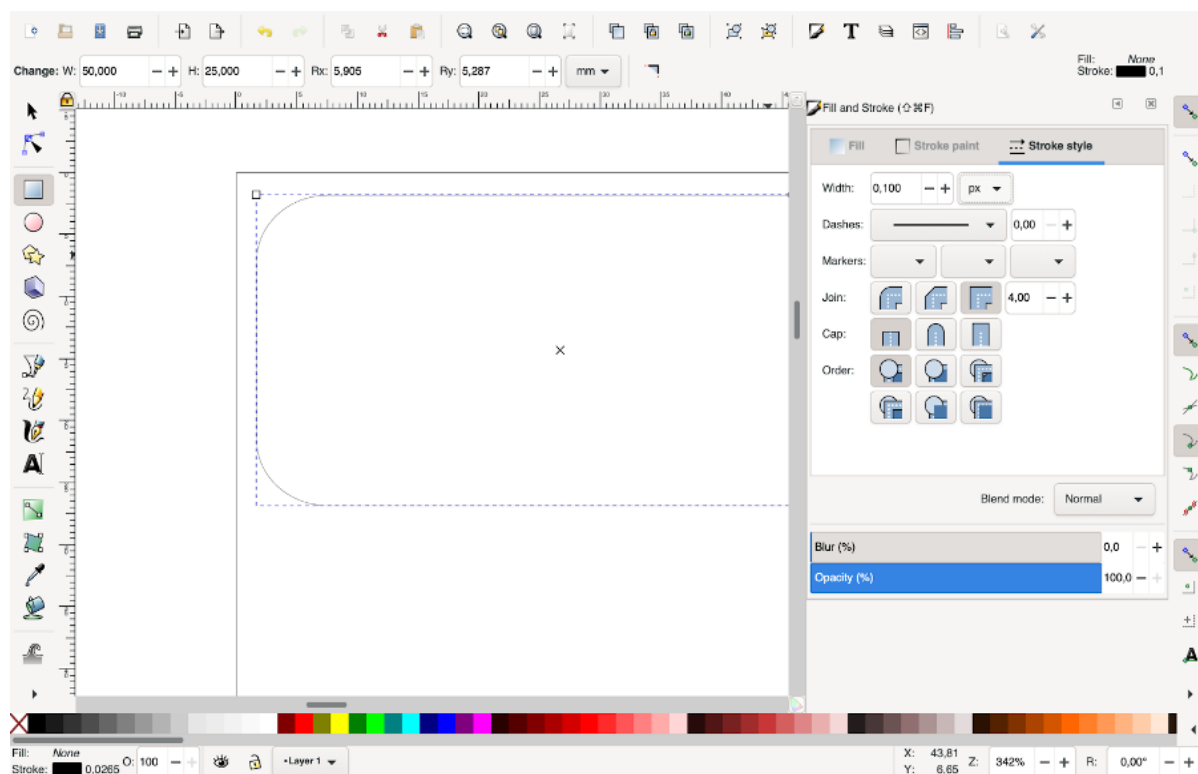 Change: W: 50,000 − + H: 25,000 − + Rx: 5,905 − + Ry: 5,287 − + mm
Fill: None
Stroke: 0,1
Fill and Stroke (⇧⌘F)
Fill Stroke paint Stroke style
Width: 0,100 − + px
Dashes: 0,00 − +
Markers:
Join: 4,00 − +
Cap:
Order:
Blend mode: Normal
Blur (%) 0,0 − +
Opacity (%) 100,0 − +
Fill: None
Stroke: 0,0265
O: 100 − +
•Layer 1
X: 43,81
Y: 6,65
Z: 342% − + R: 0,00° − +